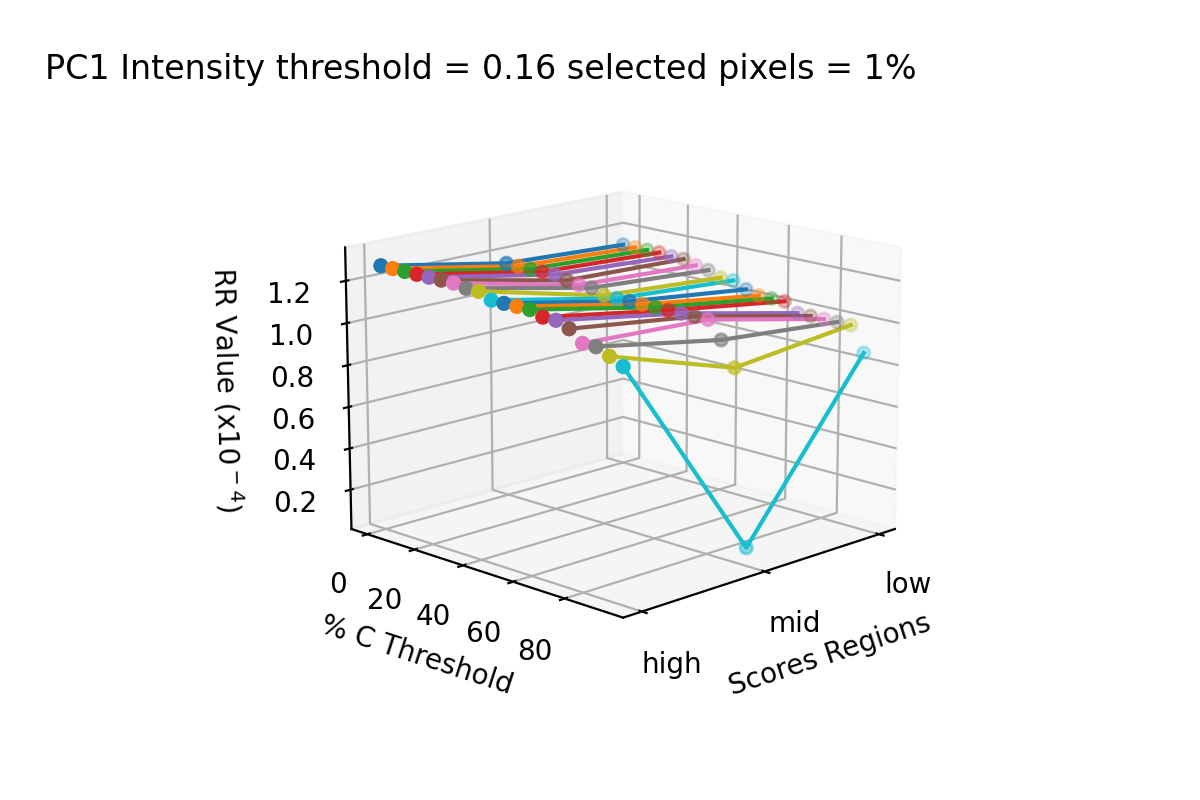 PC1 Intensity threshold = 0.16 selected pixels = 1%
RR Value (x10⁻⁴)
1.2
1.0
0.8
0.6
0.4
0.2
0
20
40
60
80
% C Threshold
high
mid
low
Scores Regions